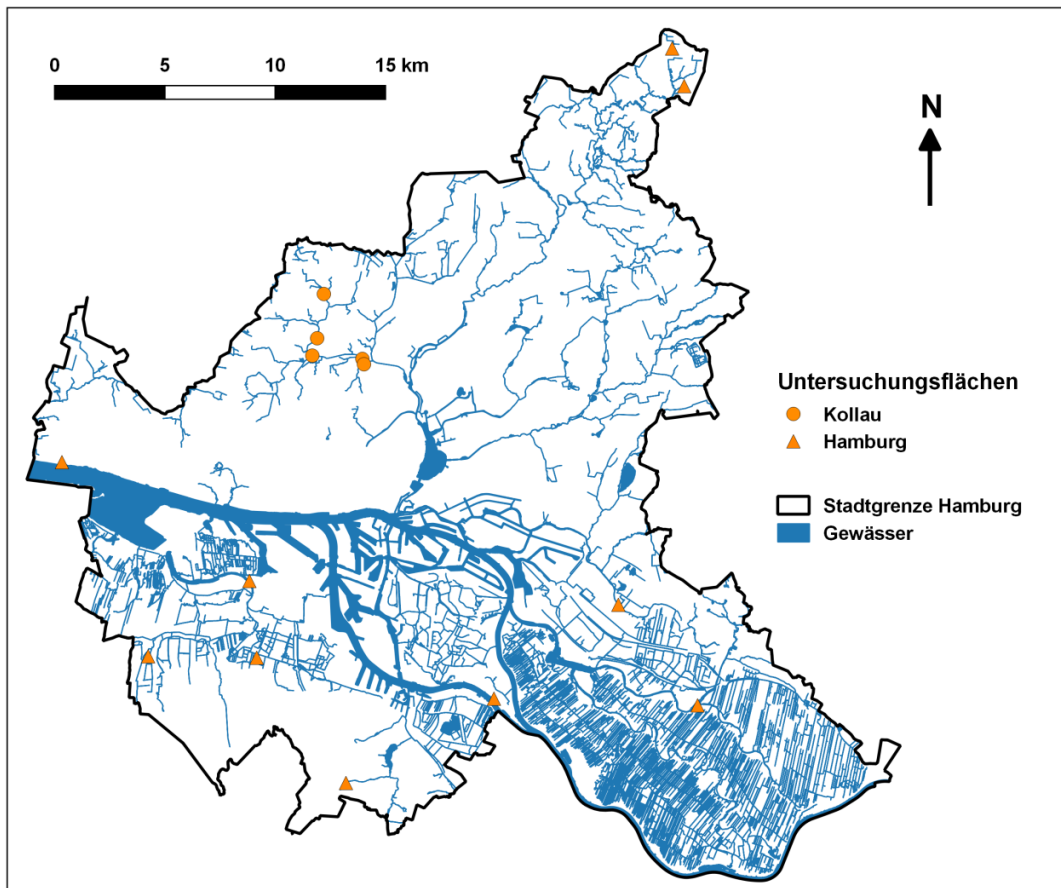 0 5 10 15 km
N
Untersuchungsflächen
Kollau
Hamburg
Stadtgrenze Hamburg
Gewässer